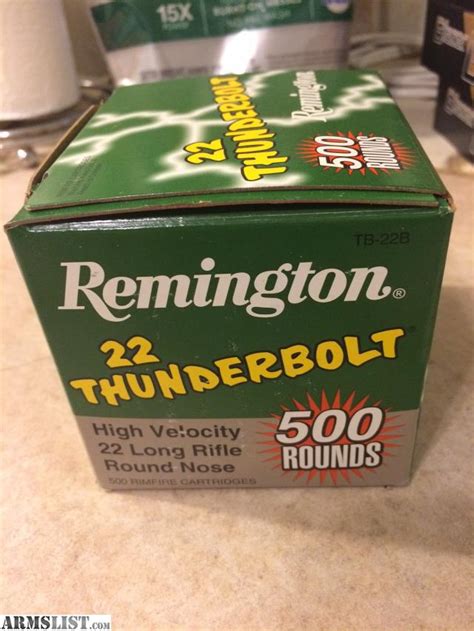 15X
22
THUNDERBOLT
Remington
500
ROUNDS
TB-22B
Remington®
22
THUNDERBOLT®
High Velocity
22 Long Rifle
Round Nose
500 RIMFIRE CARTRIDGES
500
ROUNDS
ARMSLIST.com